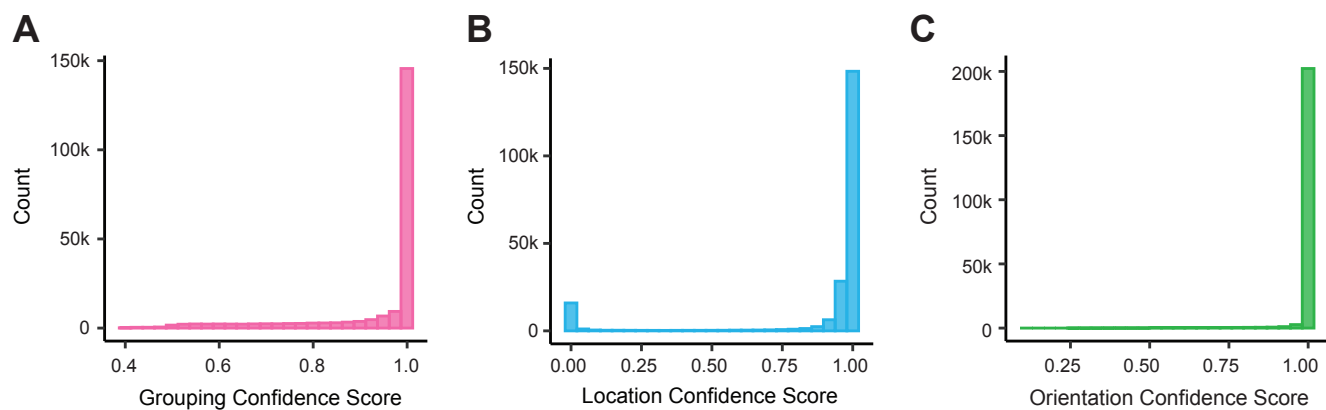 A
150k
100k
50k
0
Count
0.4 0.6 0.8 1.0
Grouping Confidence Score
B
150k
100k
50k
0
Count
0.00 0.25 0.50 0.75 1.00
Location Confidence Score
C
200k
150k
200k
50k
0
Count
0.25 0.50 0.75 1.00
Orientation Confidence Score